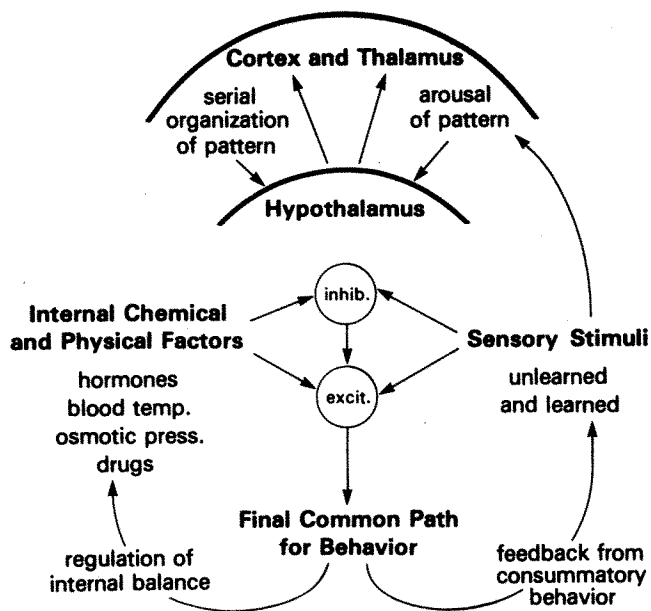 Cortex and Thalamus
serial
organization
of pattern
arousal
of pattern
Hypothalamus
inhib.
Internal Chemical
and Physical Factors
hormones
blood temp.
osmotic press.
drugs
excit.
Sensory Stimuli
unlearned
and learned
Final Common Path
for Behavior
regulation of
internal balance
feedback from
consummatory
behavior